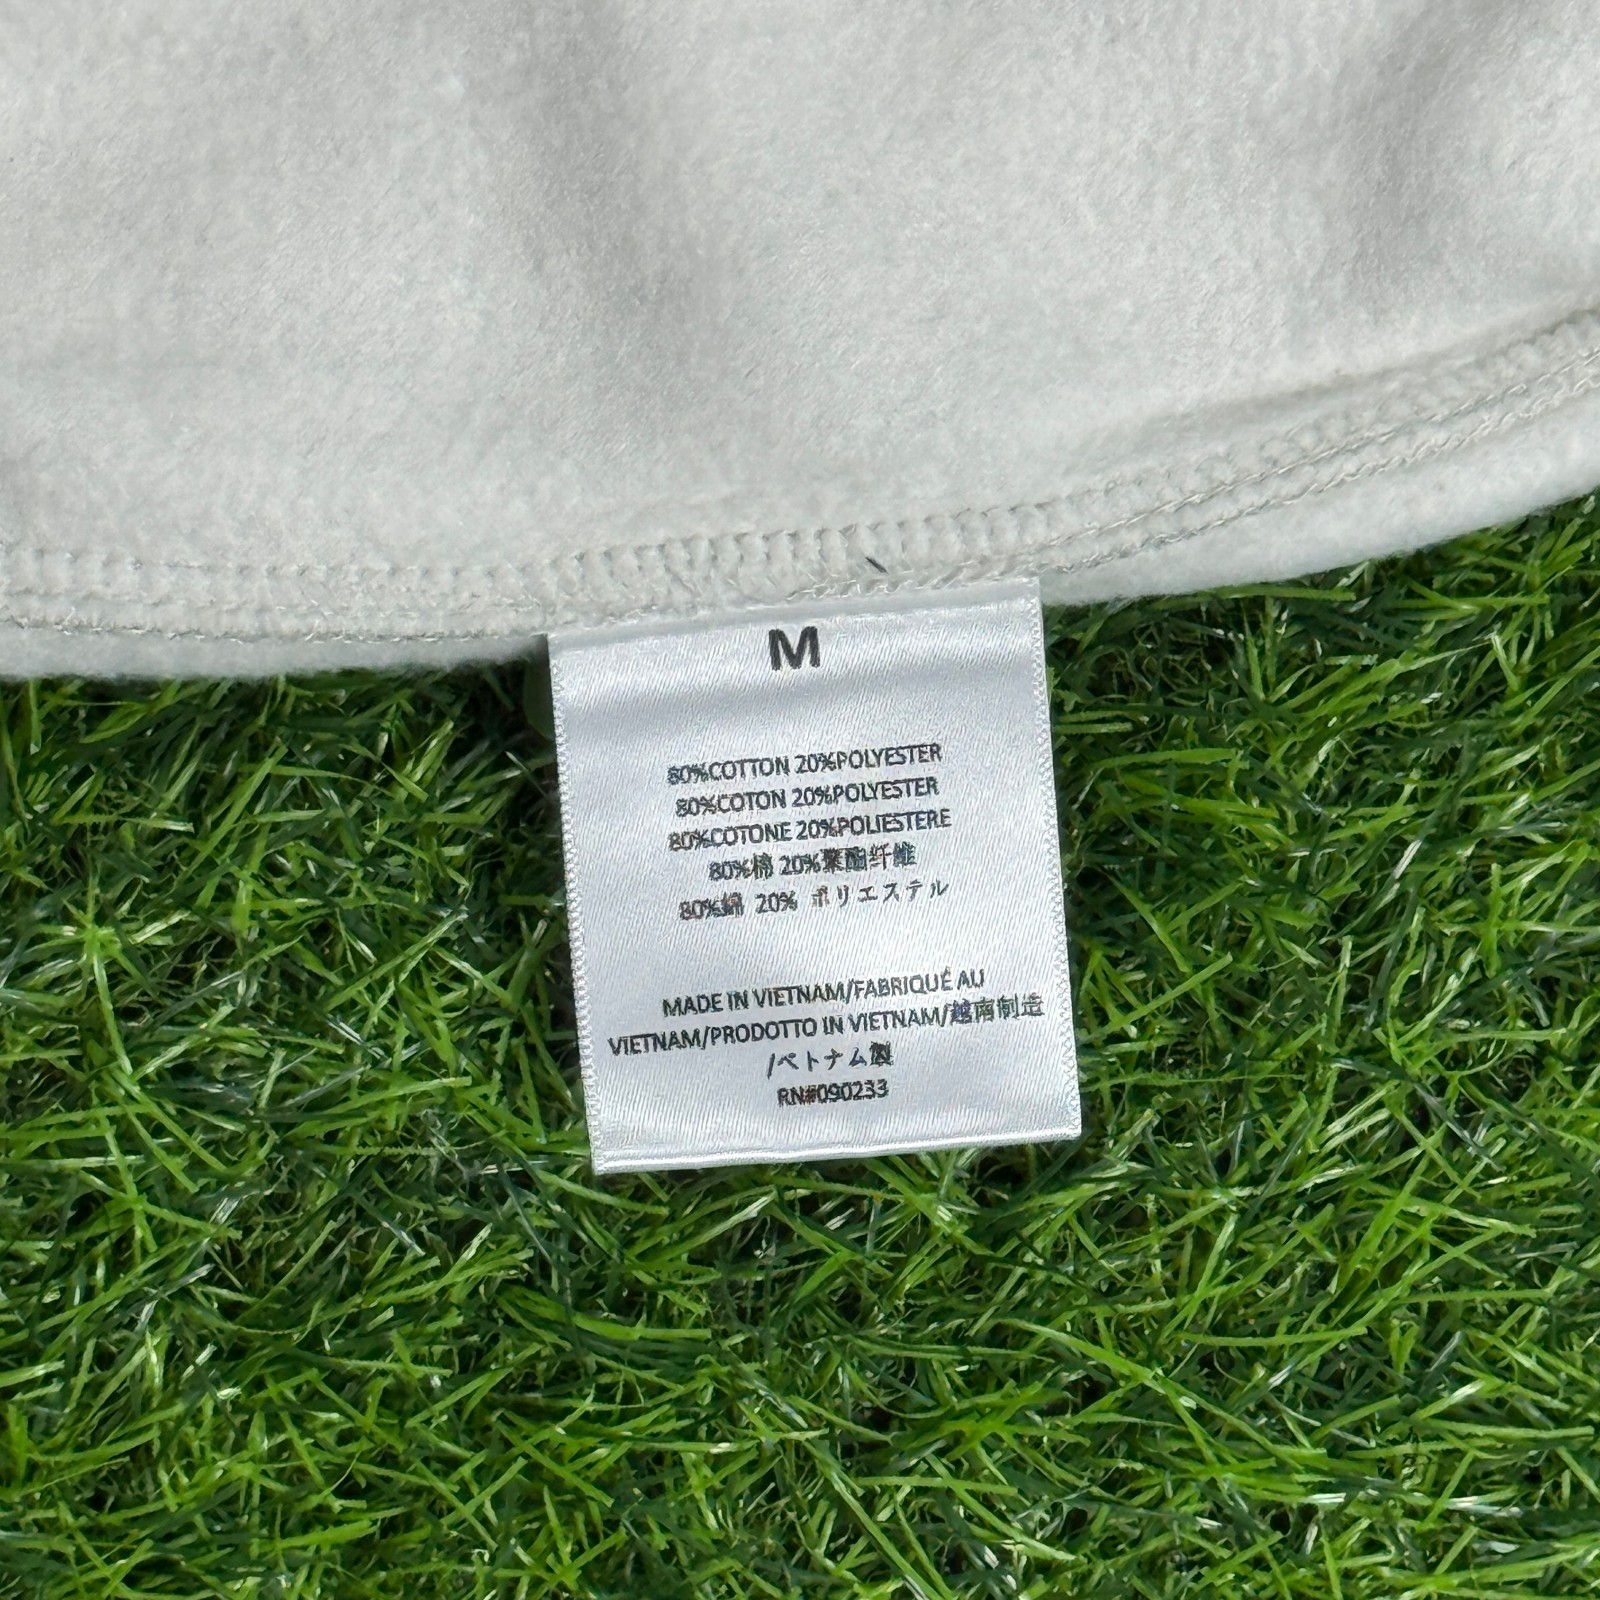 M
80%COTTON 20%POLYESTER
80%COTON 20%POLYESTER
80%COTONE 20%POLIESTERE
80%棉 20%聚酯纤维
80%綿 20% ポリエステル
MADE IN VIETNAM/FABRIQUÉ AU
VIETNAM/PRODOTTO IN VIETNAM/越南制造
/ベトナム製
RN#090233